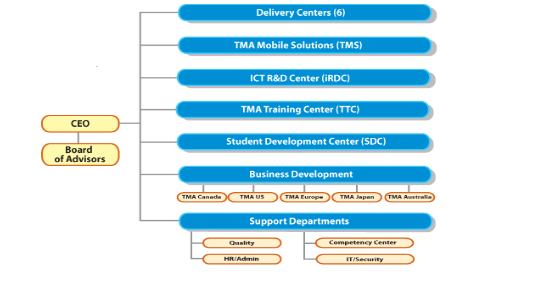 Delivery Centers (6)
TMA Mobile Solutions (TMS)
ICT R&D Center (iRDC)
TMA Training Center (TTC)
CEO
Student Development Center (SDC)
Board
of Advisors
Business Development
TMA Canada
TMA US
TMA Europe
TMA Japan
TMA Australia
Support Departments
Quality
Competency Center
HR/Admin
IT/Security